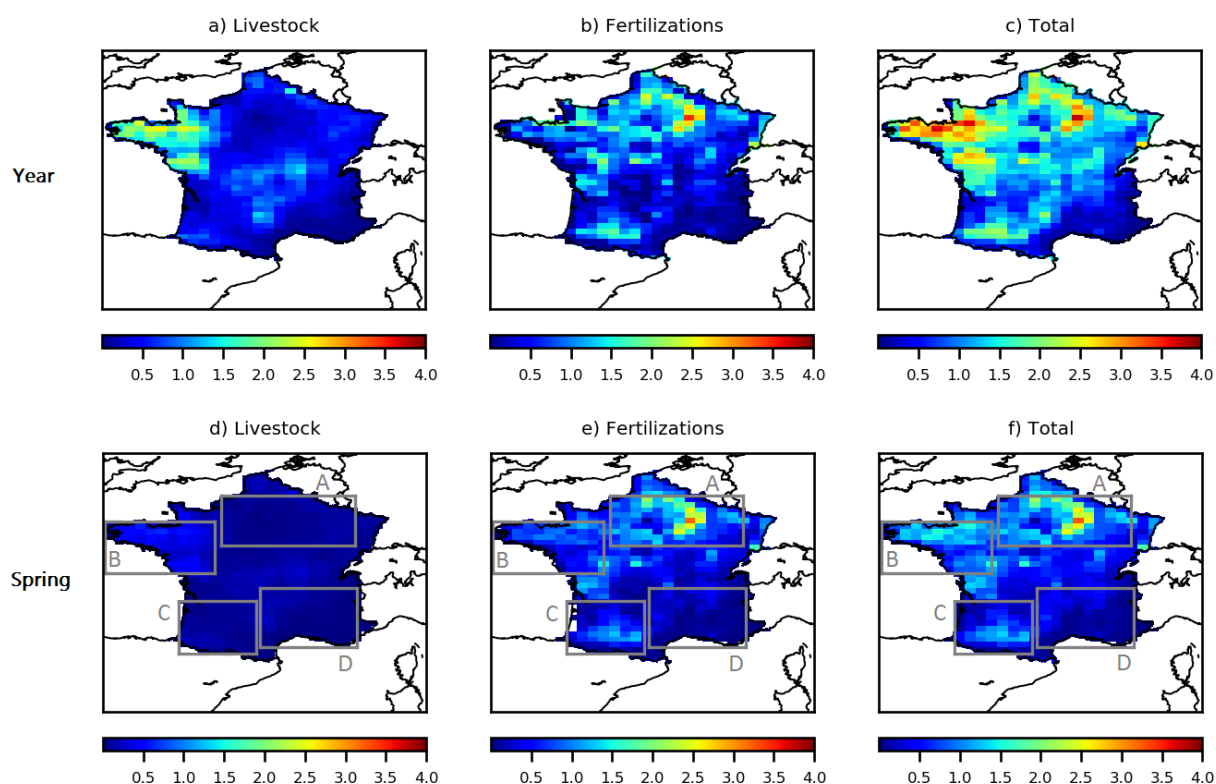 a) Livestock b) Fertilizations c) Total
Year
0.5 1.0 1.5 2.0 2.5 3.0 3.5 4.0 0.5 1.0 1.5 2.0 2.5 3.0 3.5 4.0 0.5 1.0 1.5 2.0 2.5 3.0 3.5 4.0
d) Livestock e) Fertilizations f) Total
A A A
B B B
Spring
C C C
D D D
0.5 1.0 1.5 2.0 2.5 3.0 3.5 4.0 0.5 1.0 1.5 2.0 2.5 3.0 3.5 4.0 0.5 1.0 1.5 2.0 2.5 3.0 3.5 4.0